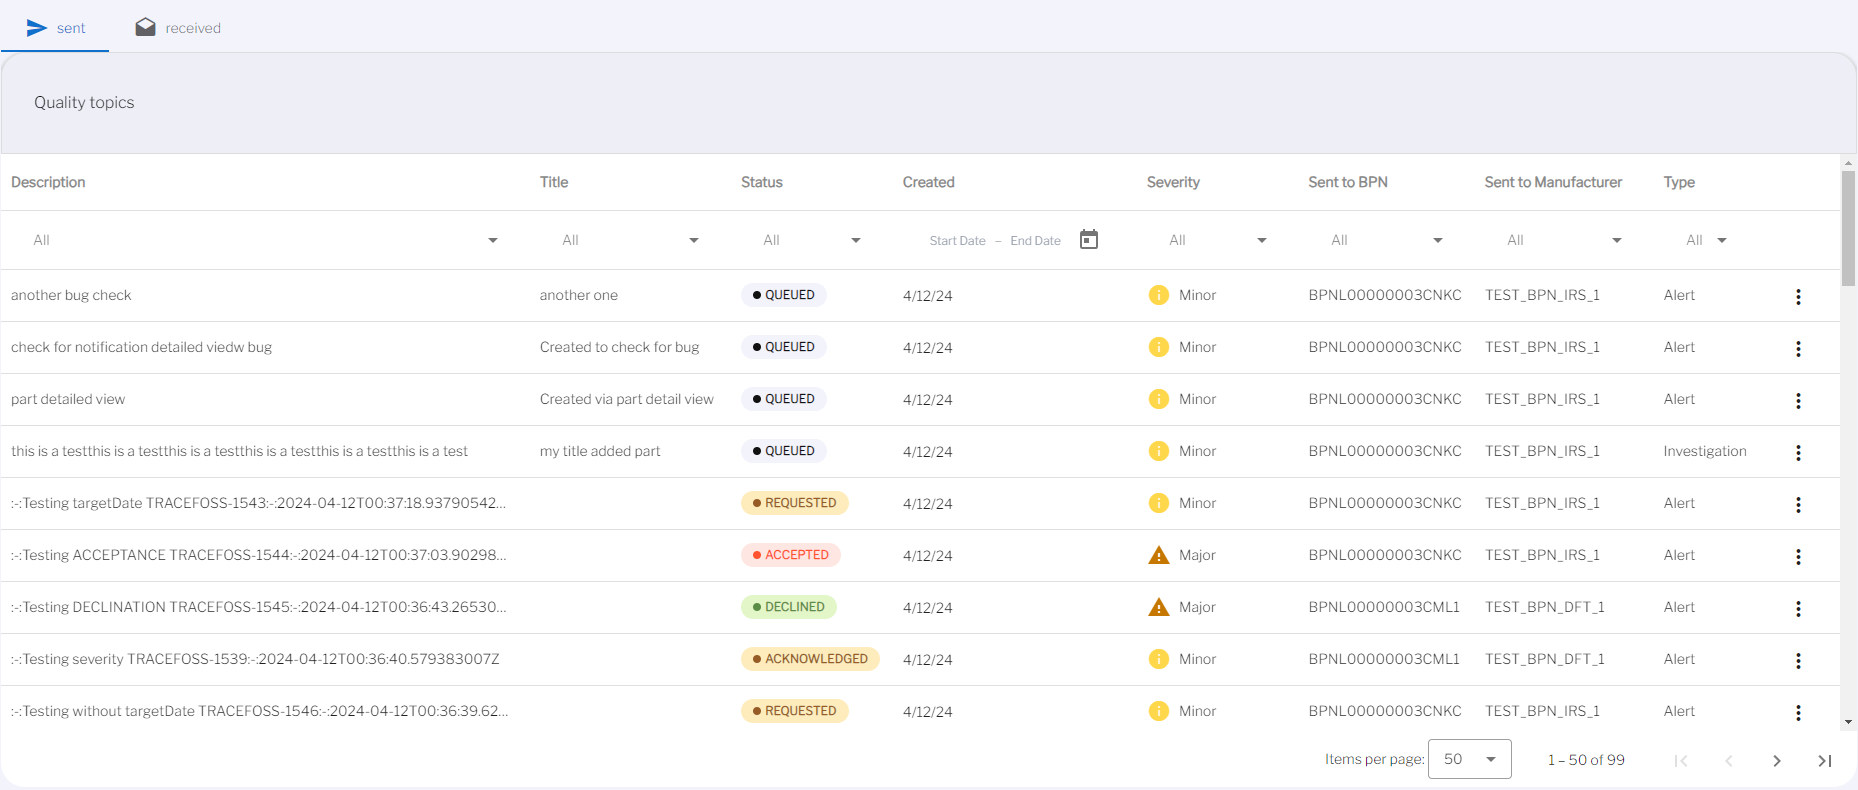 sent received
Quality topics
Description Title Status Created Severity Sent to BPN Sent to Manufacturer Type
All All All Start Date – End Date All All All All
another bug check another one QUEUED 4/12/24 Minor BPNL00000003CNKC TEST_BPN_IRS_1 Alert
check for notification detailed viedw bug Created to check for bug QUEUED 4/12/24 Minor BPNL00000003CNKC TEST_BPN_IRS_1 Alert
part detailed view Created via part detail view QUEUED 4/12/24 Minor BPNL00000003CNKC TEST_BPN_IRS_1 Alert
this is a testthis is a testthis is a testthis is a testthis is a testthis is a test my title added part QUEUED 4/12/24 Minor BPNL00000003CNKC TEST_BPN_IRS_1 Investigation
:-:Testing targetDate TRACEFOSS-1543:-:2024-04-12T00:37:18.93790542... REQUESTED 4/12/24 Minor BPNL00000003CNKC TEST_BPN_IRS_1 Alert
:-:Testing ACCEPTANCE TRACEFOSS-1544:-:2024-04-12T00:37:03.90298... ACCEPTED 4/12/24 Major BPNL00000003CNKC TEST_BPN_IRS_1 Alert
:-:Testing DECLINATION TRACEFOSS-1545:-:2024-04-12T00:36:43.26530... DECLINED 4/12/24 Major BPNL00000003CML1 TEST_BPN_DFT_1 Alert
:-:Testing severity TRACEFOSS-1539:-:2024-04-12T00:36:40.579383007Z ACKNOWLEDGED 4/12/24 Minor BPNL00000003CML1 TEST_BPN_DFT_1 Alert
:-:Testing without targetDate TRACEFOSS-1546:-:2024-04-12T00:36:39.62... REQUESTED 4/12/24 Minor BPNL00000003CNKC TEST_BPN_IRS_1 Alert
Items per page: 50 1 – 50 of 99